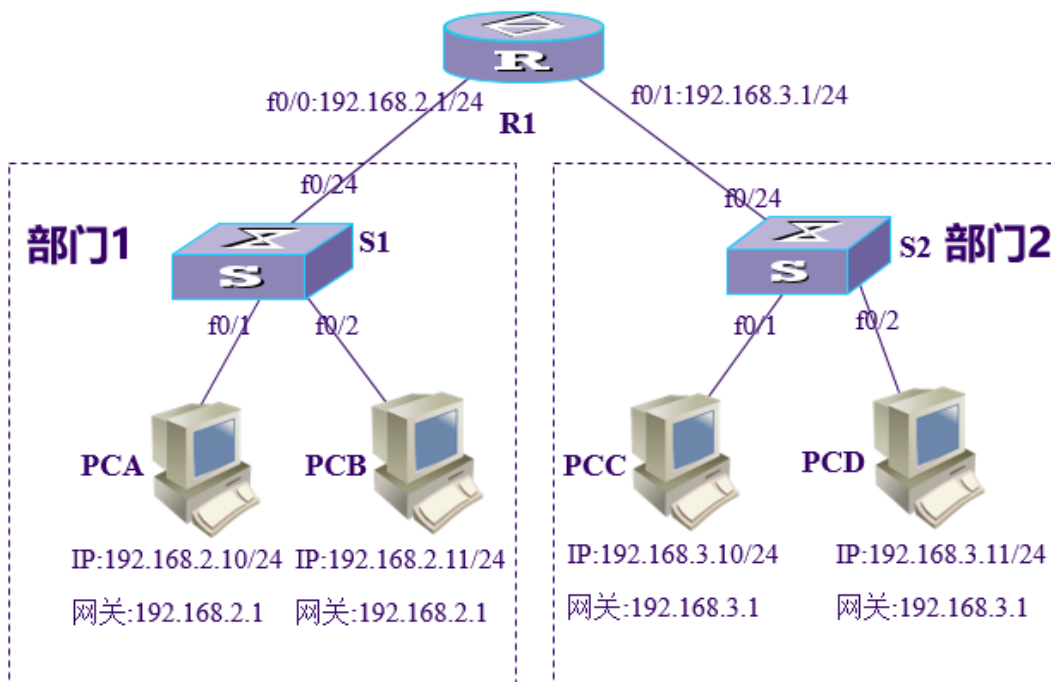 R
f0/0:192.168.2.1/24
f0/1:192.168.3.1/24
R1
f0/24
f0/24
部门1
S
S1
S
S2
部门2
f0/1
f0/2
f0/1
f0/2
PCA
PCB
PCC
PCD
IP:192.168.2.10/24
IP:192.168.2.11/24
IP:192.168.3.10/24
IP:192.168.3.11/24
网关:192.168.2.1
网关:192.168.2.1
网关:192.168.3.1
网关:192.168.3.1